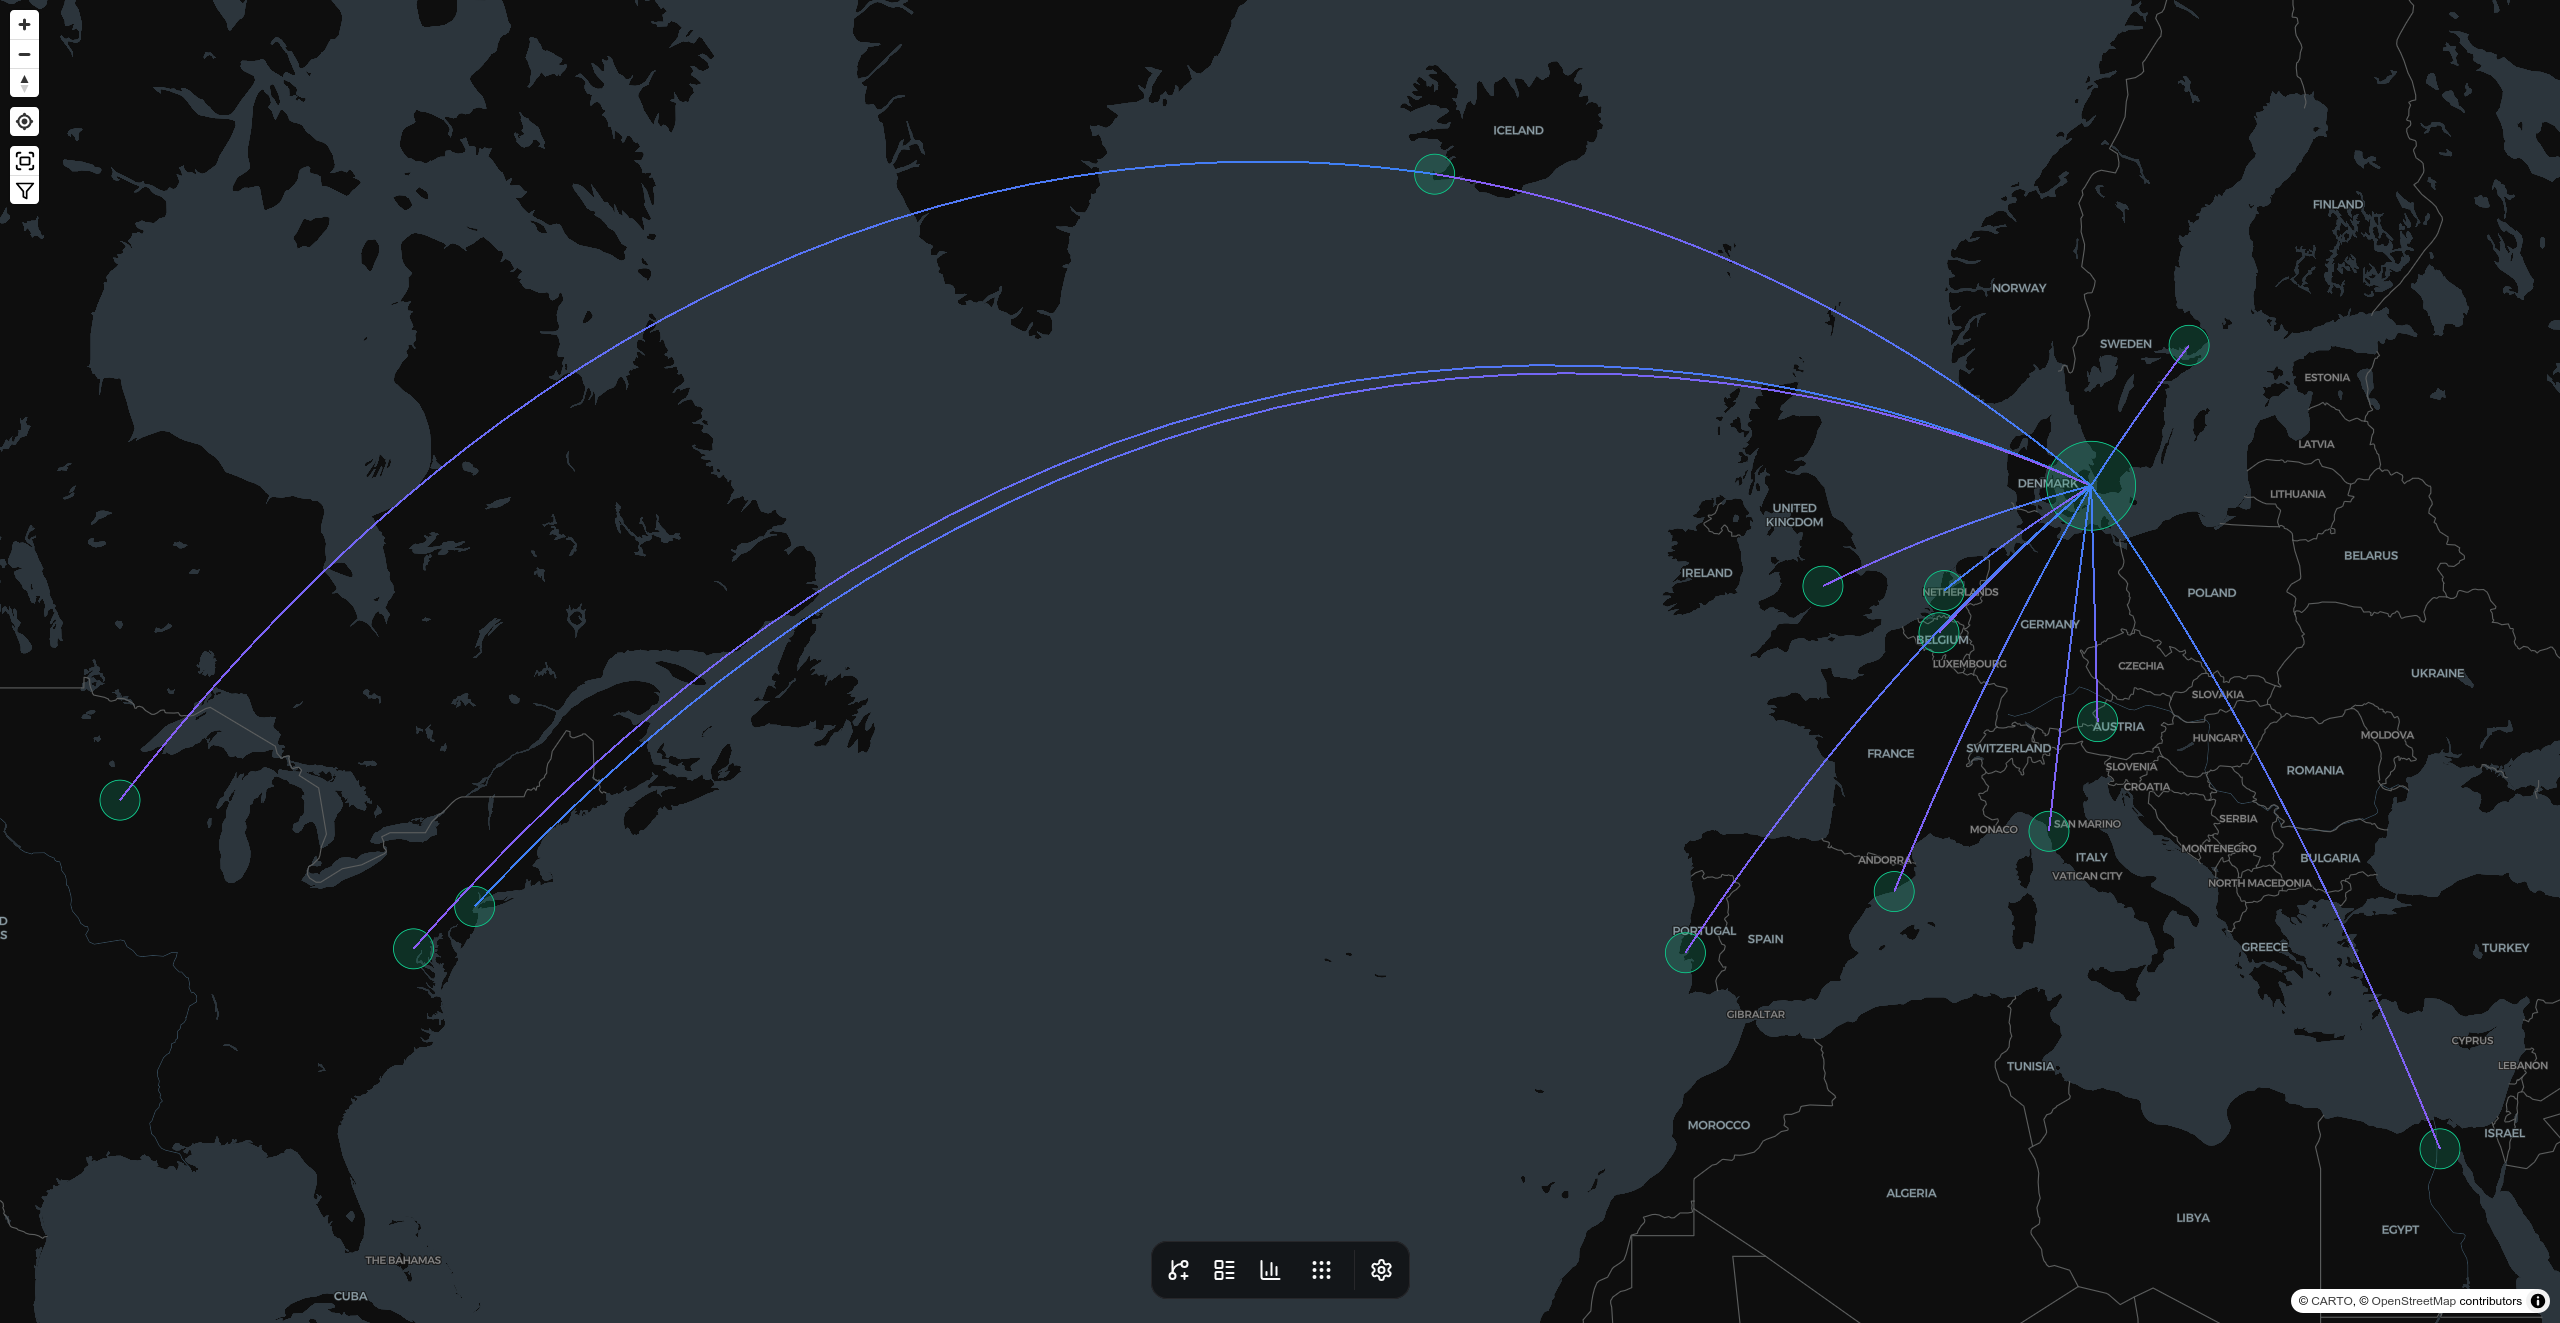 ICELAND
FINLAND
NORWAY
SWEDEN
ESTONIA
LATVIA
DENMARK
LITHUANIA
UNITED
KINGDOM
BELARUS
IRELAND
NETHERLANDS
POLAND
GERMANY
BELGIUM
LUXEMBOURG
CZECHIA
UKRAINE
SLOVAKIA
AUSTRIA
MOLDOVA
HUNGARY
SWITZERLAND
FRANCE
SLOVENIA
ROMANIA
CROATIA
SERBIA
SAN MARINO
MONACO
MONTENEGRO
ITALY
BULGARIA
ANDORRA
VATICAN CITY
NORTH MACEDONIA
D
S
PORTUGAL
SPAIN
GREECE
TURKEY
GIBRALTAR
CYPRUS
LEBANON
TUNISIA
MOROCCO
ISRAEL
ALGERIA
LIBYA
EGYPT
THE BAHAMAS
CUBA
© CARTO, © OpenStreetMap contributors